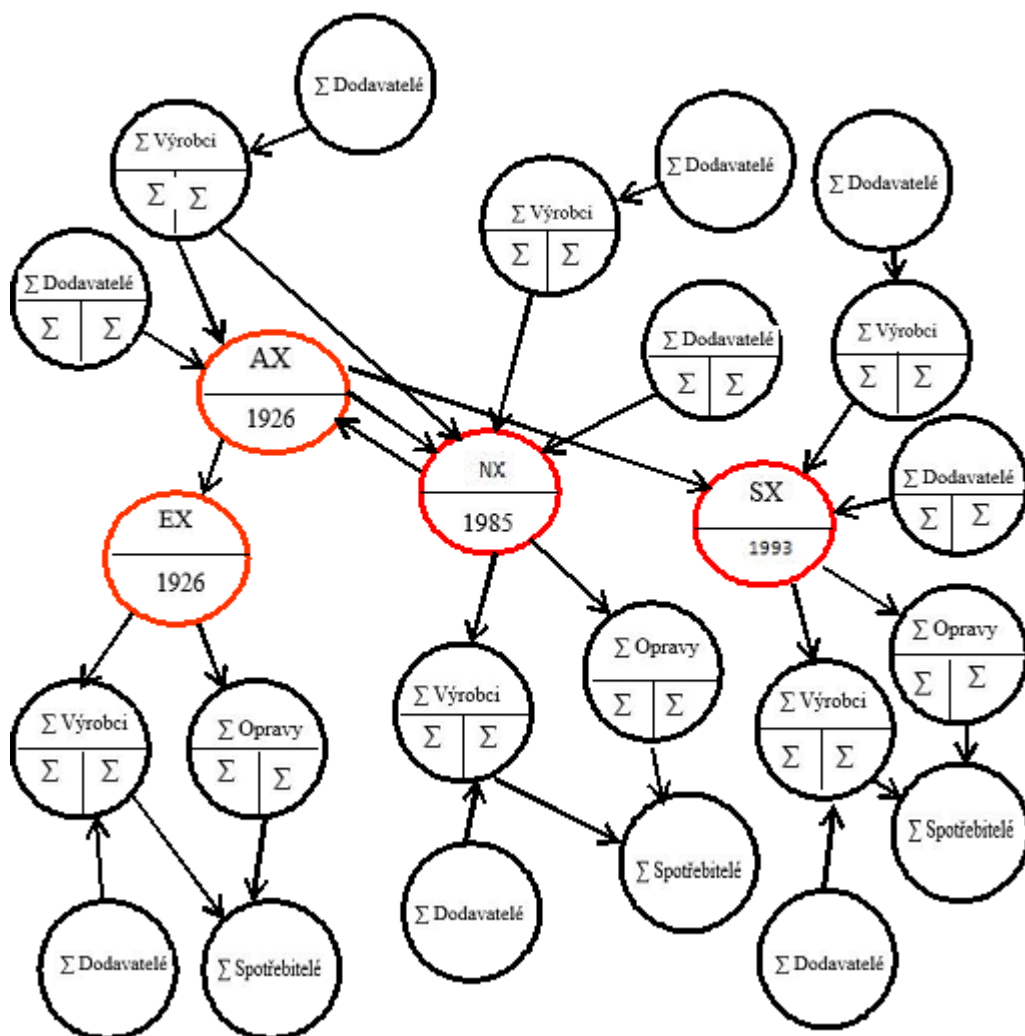 ∑ Dodavatelé
∑ Výrobci
Σ Σ
∑ Dodavatelé
∑ Dodavatelé
∑ Výrobci
Σ Σ
∑ Dodavatelé
Σ Σ
∑ Dodavatelé
Σ Σ
∑ Výrobci
Σ Σ
AX
1926
NX
1985
SX
1993
∑ Dodavatelé
Σ Σ
EX
1926
∑ Opravy
Σ Σ
∑ Opravy
Σ Σ
∑ Výrobci
Σ Σ
∑ Výrobci
Σ Σ
∑ Výrobci
Σ Σ
∑ Opravy
Σ Σ
∑ Spotřebitelé
∑ Spotřebitelé
∑ Dodavatelé
∑ Dodavatelé
∑ Spotřebitelé
∑ Dodavatelé